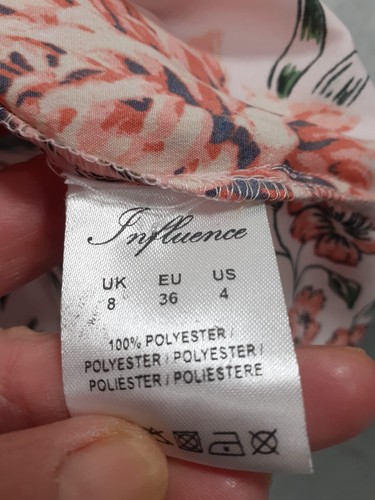 Influence
UK EU US
8 36 4
100% POLYESTER /
POLYESTER / POLYESTER /
POLIESTER / POLIESTERE